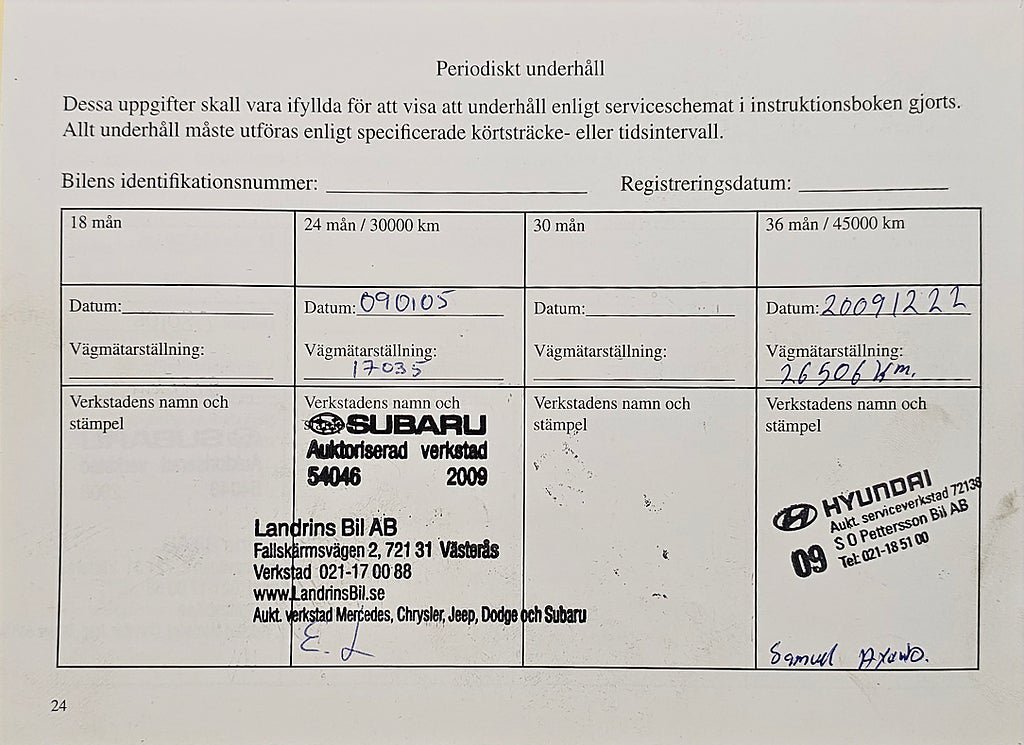 Periodiskt underhåll
Dessa uppgifter skall vara ifyllda för att visa att underhåll enligt serviceschemat i instruktionsboken gjorts.
Allt underhåll måste utföras enligt specificerade körtsträcke- eller tidsintervall.
Bilens identifikationsnummer: Registreringsdatum:
18 mån
24 mån / 30000 km
30 mån
36 mån / 45000 km
Datum:
Datum: 090105
Datum:
Datum: 20091222
Vägmätarställning:
Vägmätarställning:
17035
Vägmätarställning:
Vägmätarställning:
26506 km.
Verkstadens namn och
stämpel
Verkstadens namn och
SUBARU
Auktoriserad verkstad
54046 2009
Landrins Bil AB
Fallskärmsvägen 2, 721 31 Västerås
Verkstad 021-17 00 88
www.LandrinsBil.se
Aukt. verkstad Mercedes, Chrysler, Jeep, Dodge och Subaru
E. L
Verkstadens namn och
stämpel
Verkstadens namn och
stämpel
HYUNDAI
Aukt. serviceverkstad 72138
S O Pettersson Bil AB
09 Tel: 021-18 51 00
Samuel
24